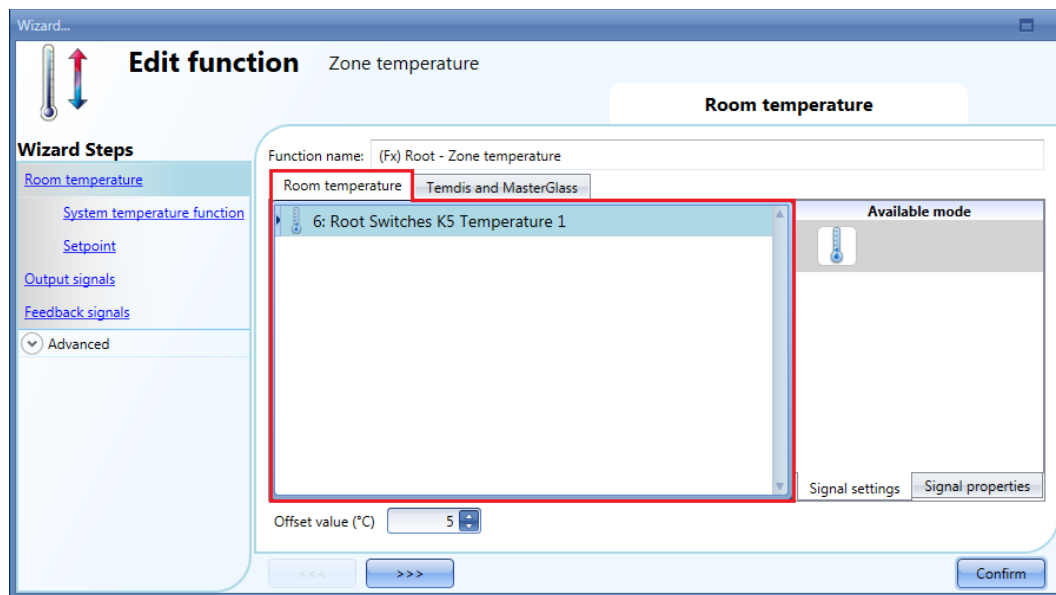 Wizard...
Edit function Zone temperature
Room temperature
Wizard Steps
Room temperature
System temperature function
Setpoint
Output signals
Feedback signals
Advanced
Function name: (Fx) Root - Zone temperature
Room temperature Temdis and MasterGlass
6: Root Switches K5 Temperature 1
Available mode
Signal settings Signal properties
Offset value (°C) 5
<<< >>> Confirm